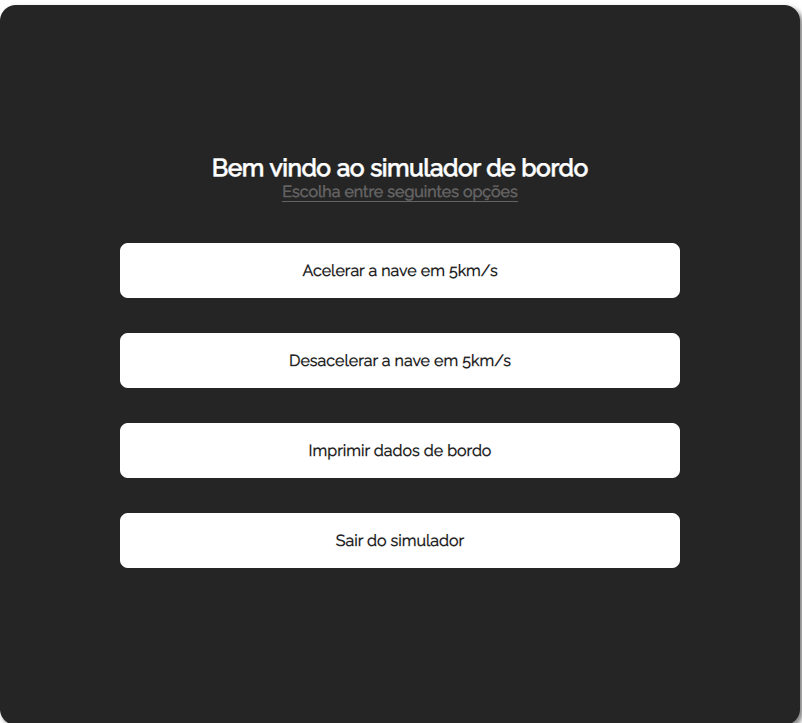 Bem vindo ao simulador de bordo
Escolha entre seguintes opções
Acelerar a nave em 5km/s
Desacelerar a nave em 5km/s
Imprimir dados de bordo
Sair do simulador